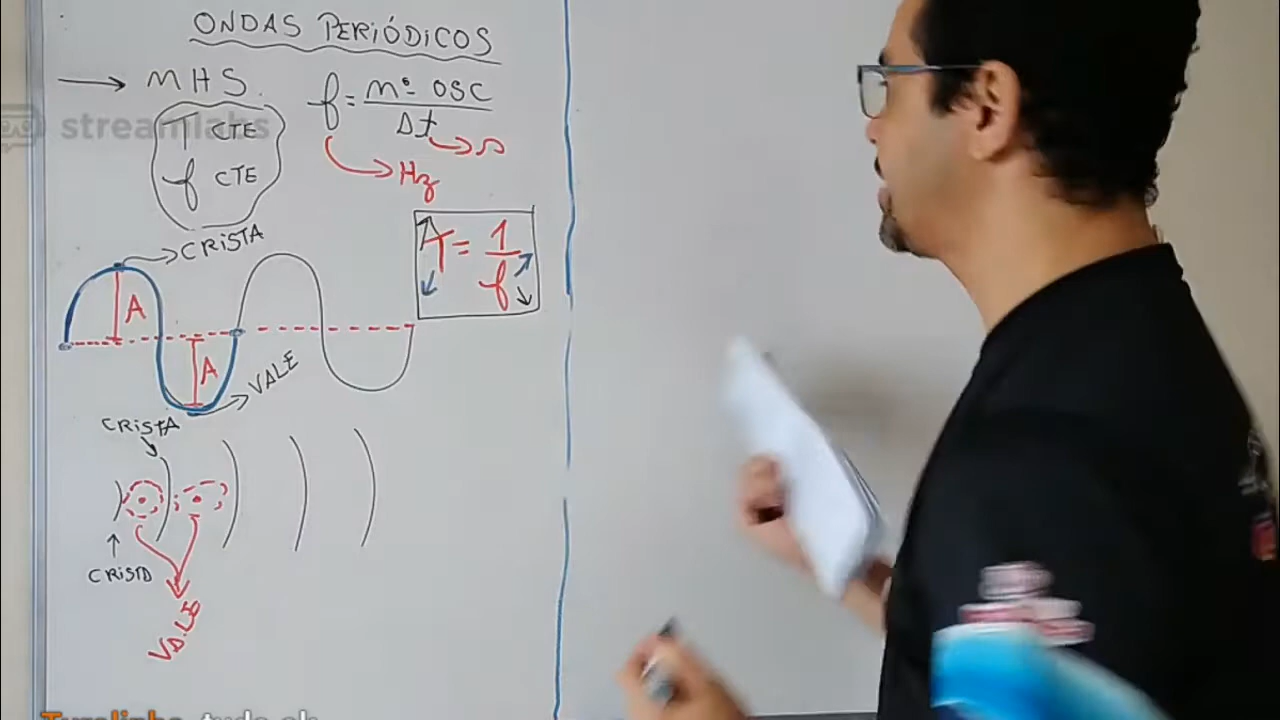 ONDAS PERIÓDICOS
→ MHS.
streamlabs
T CTE
f CTE
f = nº OSC
Δt → s
Hz
T = 1
f
CRISTA
A
A
VALE
CRISTA
CRISTA
VALE